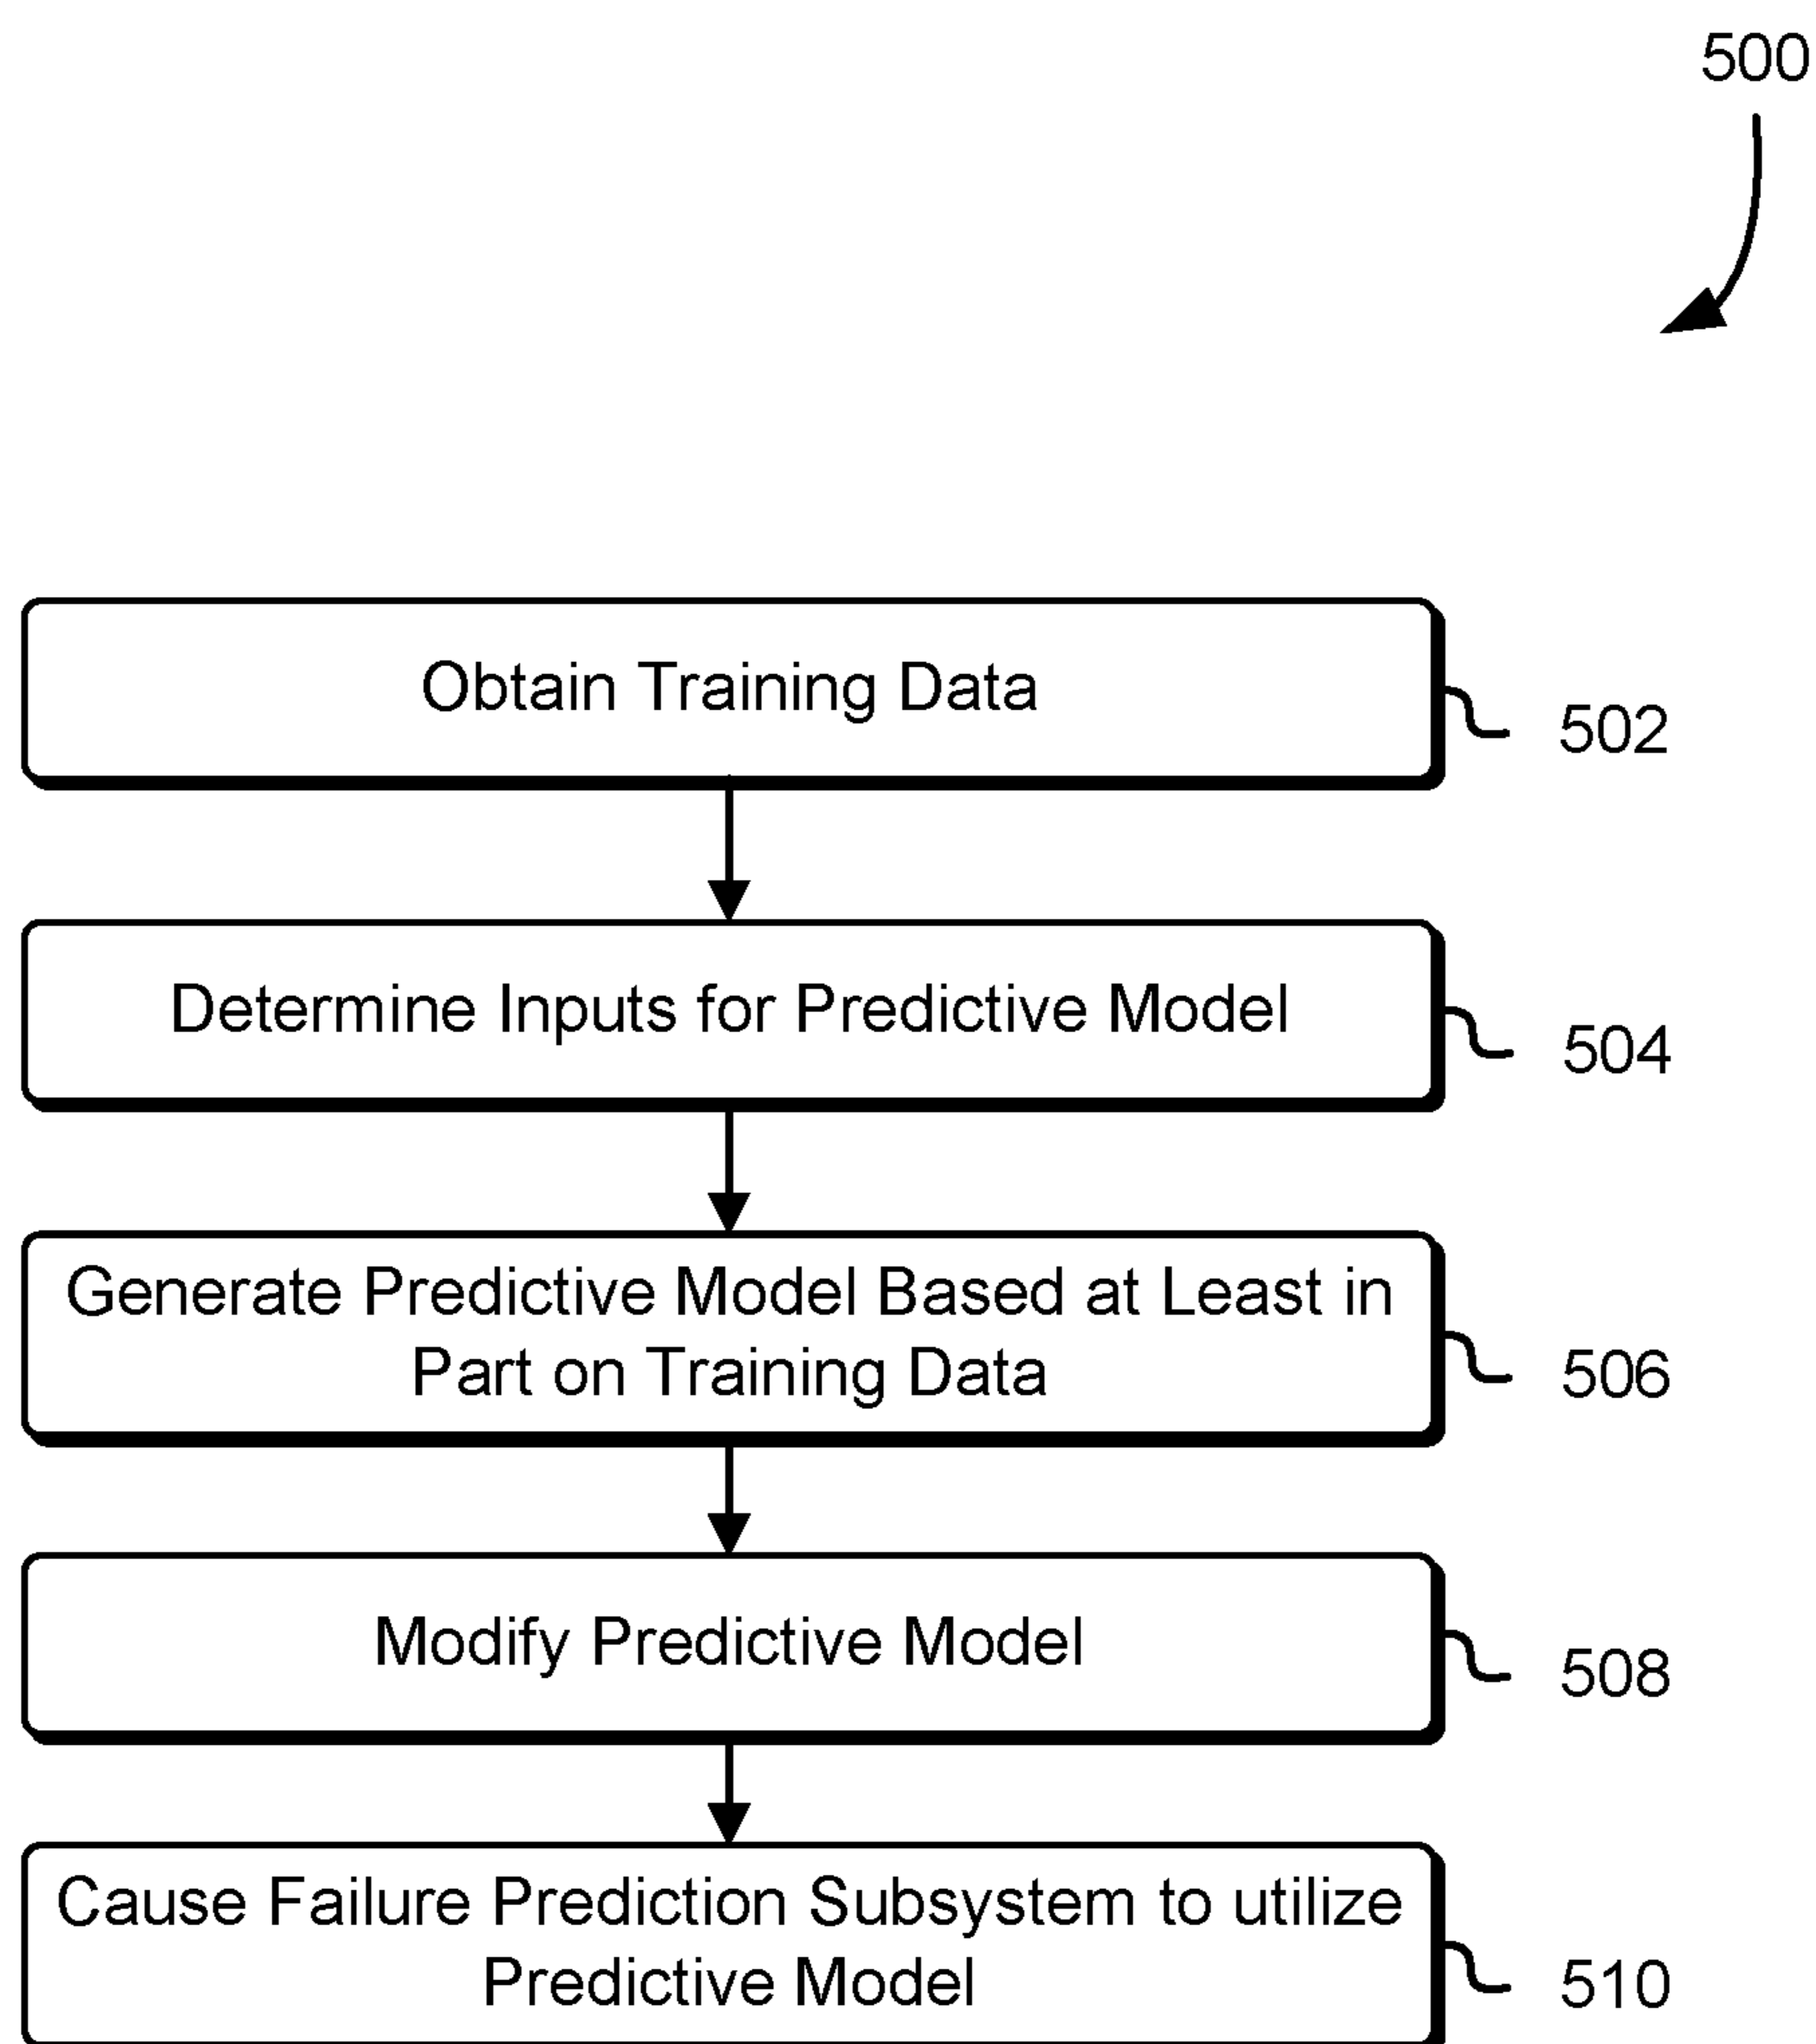 500
Obtain Training Data
502
Determine Inputs for Predictive Model
504
Generate Predictive Model Based at Least in
Part on Training Data
506
Modify Predictive Model
508
Cause Failure Prediction Subsystem to utilize
Predictive Model
510